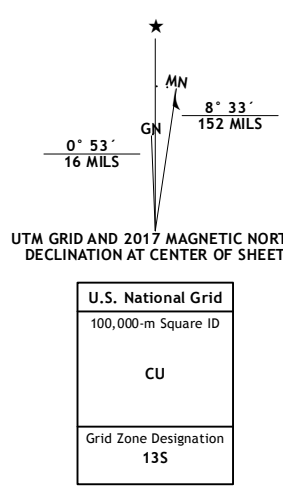 ★
MN
GN
8° 33´
152 MILS
0° 53´
16 MILS
UTM GRID AND 2017 MAGNETIC NORT
DECLINATION AT CENTER OF SHEET
U.S. National Grid
100,000-m Square ID
CU
Grid Zone Designation
13S